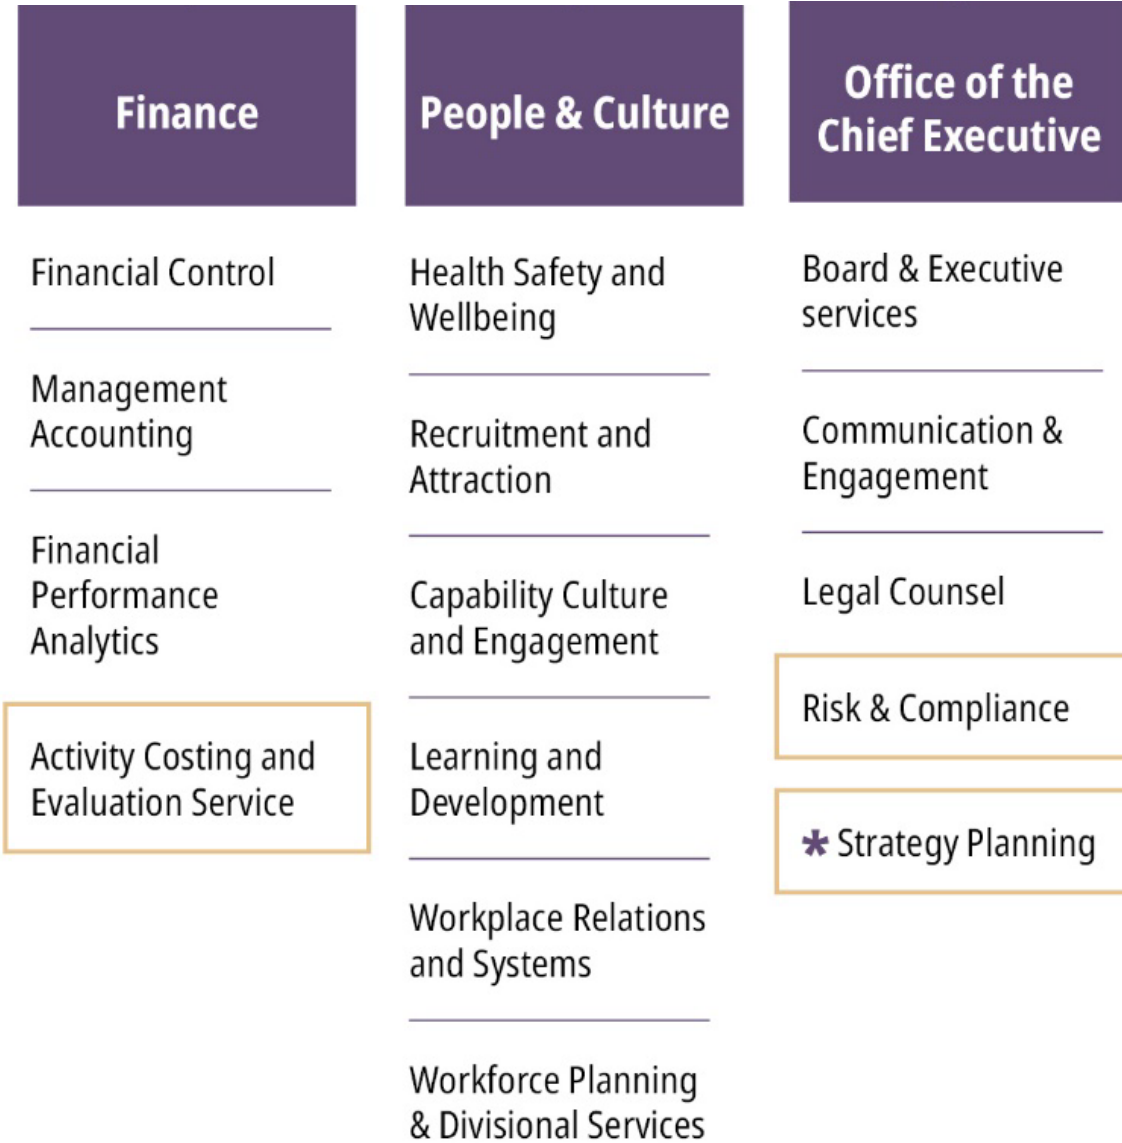 Finance
Financial Control
Management
Accounting
Financial
Performance
Analytics
Activity Costing and
Evaluation Service
People & Culture
Health Safety and
Wellbeing
Recruitment and
Attraction
Capability Culture
and Engagement
Learning and
Development
Workplace Relations
and Systems
Workforce Planning
& Divisional Services
Office of the
Chief Executive
Board & Executive
services
Communication &
Engagement
Legal Counsel
Risk & Compliance
* Strategy Planning